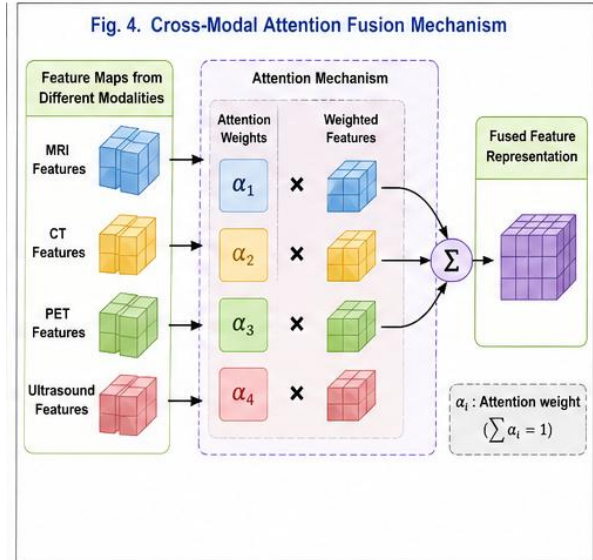 Fig. 4. Cross-Modal Attention Fusion Mechanism
Feature Maps from
Different Modalities
MRI
Features
CT
Features
PET
Features
Ultrasound
Features
Attention Mechanism
Attention
Weights
Weighted
Features
α₁ ×
α₂ ×
α₃ ×
α₄ ×
Σ
Fused Feature
Representation
αᵢ : Attention weight
(∑ αᵢ = 1)